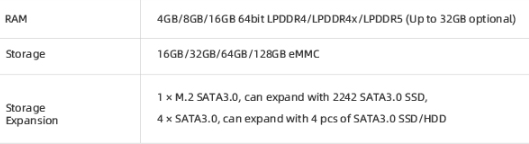 RAM
4GB/8GB/16GB 64bit LPDDR4/LPDDR4x/LPDDR5 (Up to 32GB optional)
Storage
16GB/32GB/64GB/128GB eMMC
Storage
Expansion
1 × M.2 SATA3.0, can expand with 2242 SATA3.0 SSD,
4 × SATA3.0, can expand with 4 pcs of SATA3.0 SSD/HDD